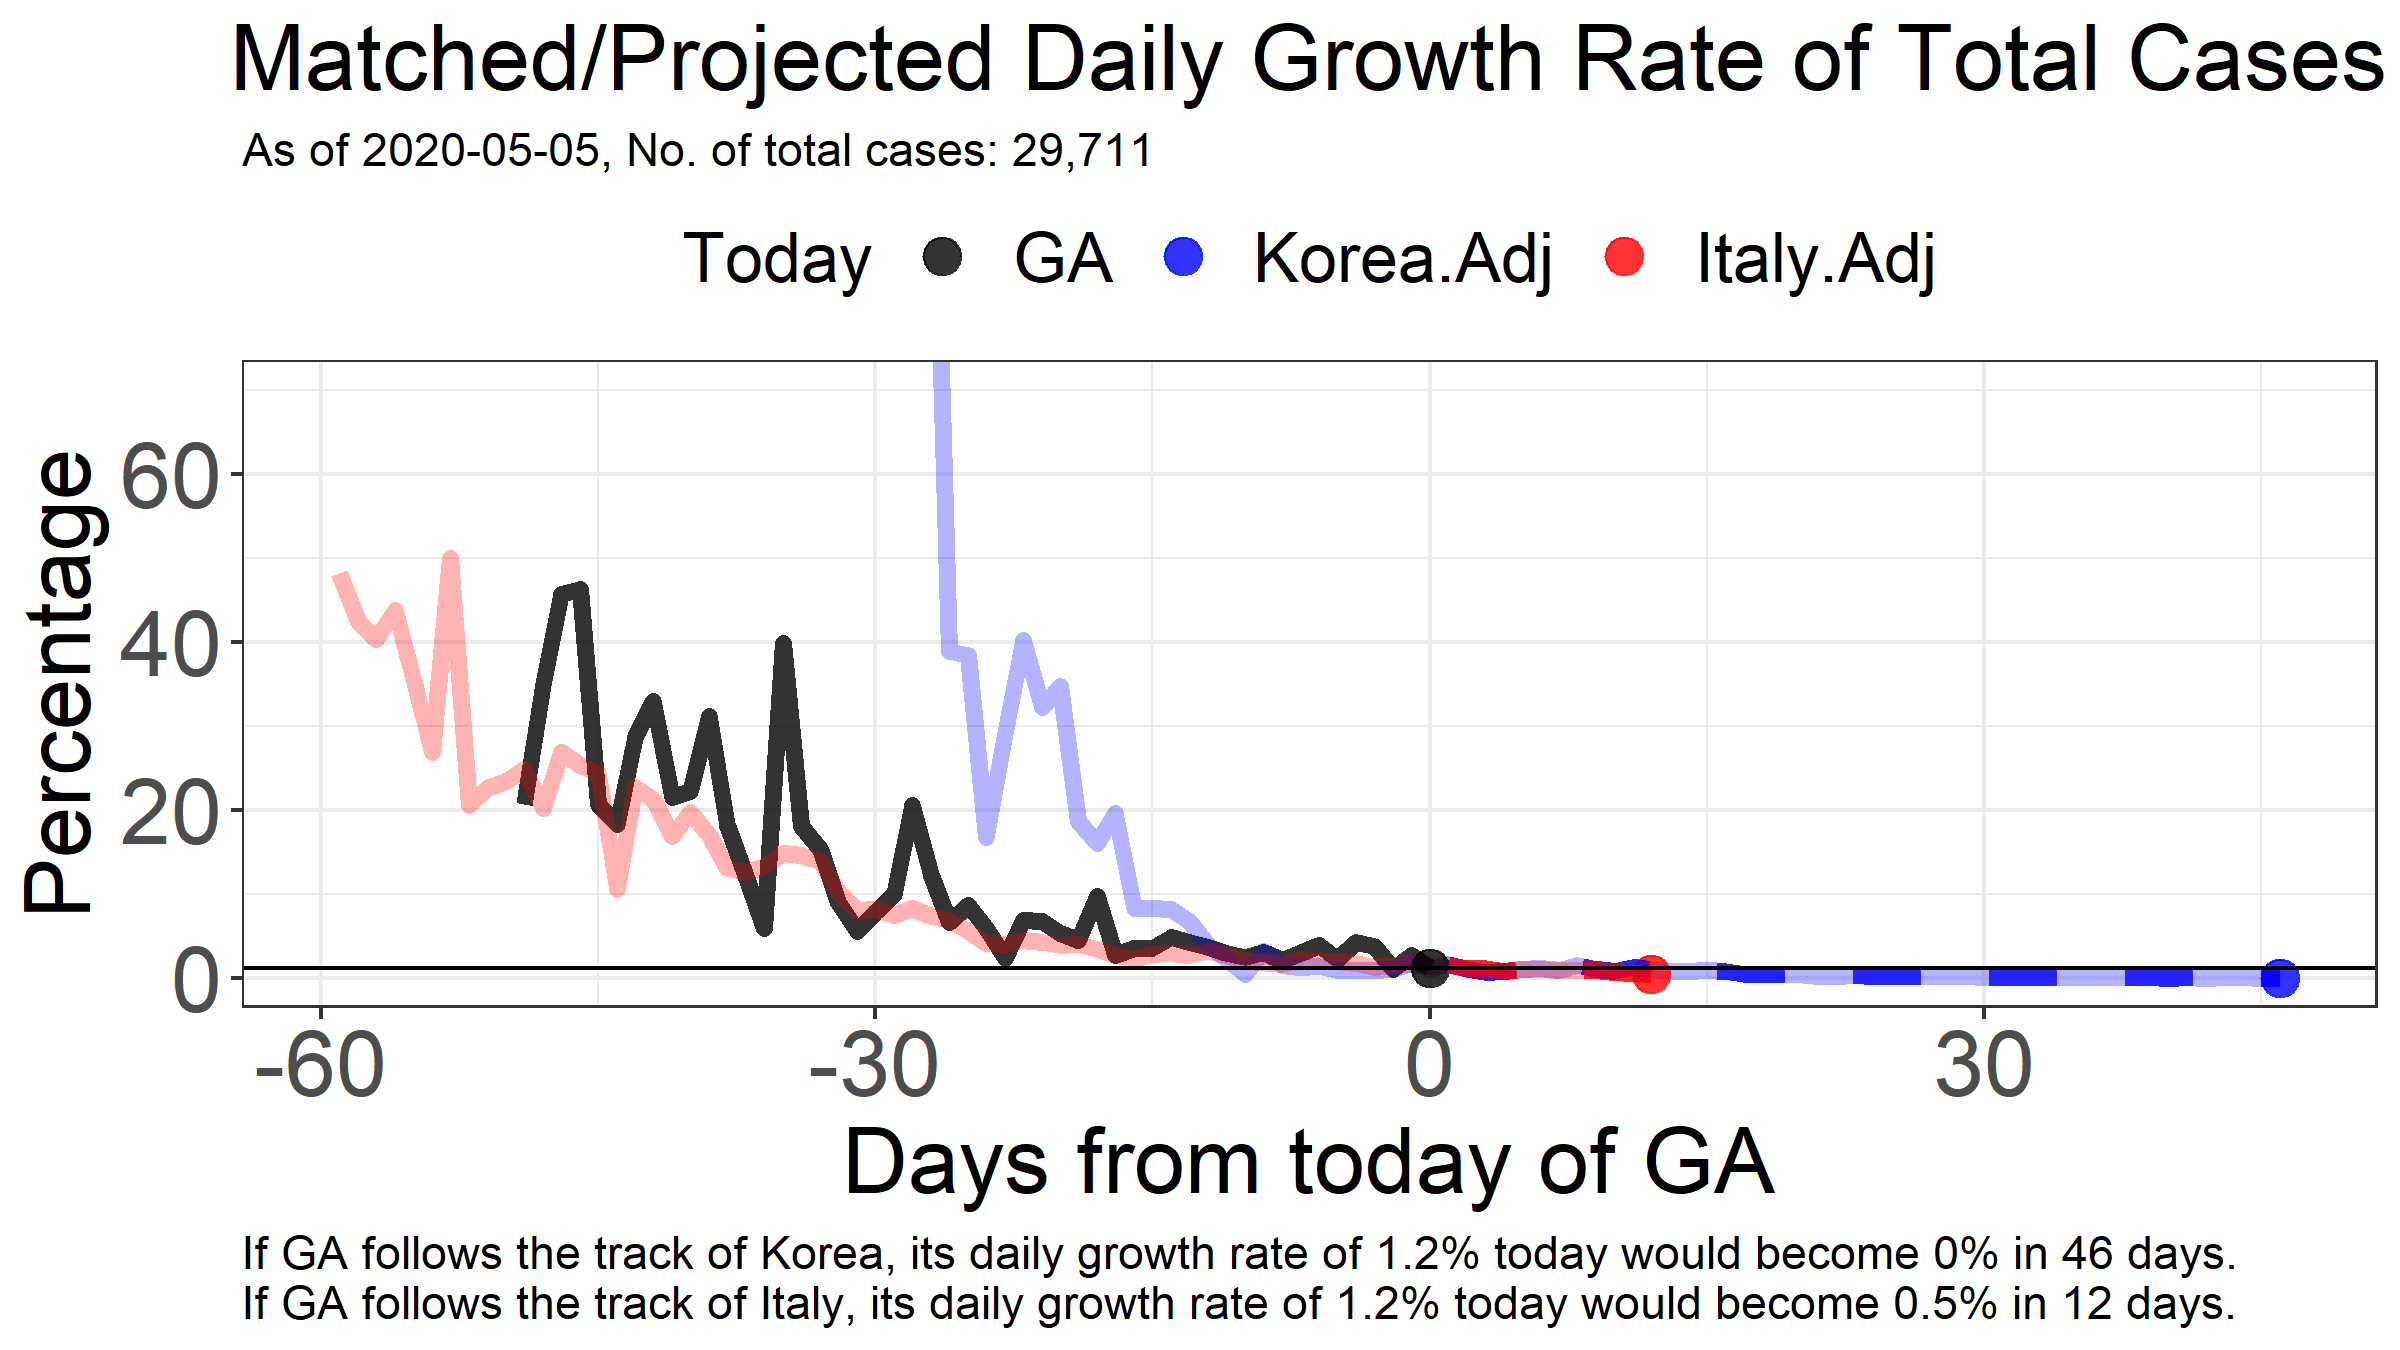 Matched/Projected Daily Growth Rate of Total Cases
As of 2020-05-05, No. of total cases: 29,711
Today GA Korea.Adj Italy.Adj
Percentage
60
40
20
0
-60 -30 0 30
Days from today of GA
If GA follows the track of Korea, its daily growth rate of 1.2% today would become 0% in 46 days.
If GA follows the track of Italy, its daily growth rate of 1.2% today would become 0.5% in 12 days.